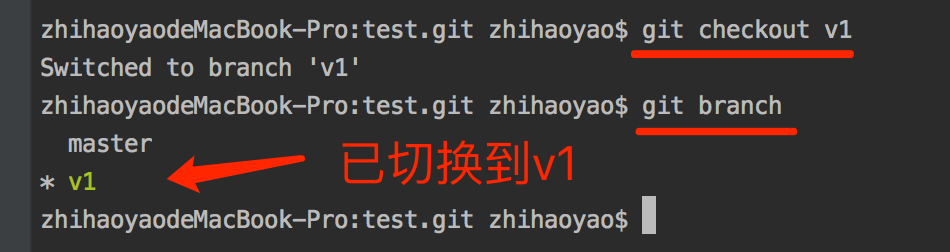 zhihaoyaodeMacBook-Pro:test.git zhihaoyao$ git checkout v1
Switched to branch 'v1'
zhihaoyaodeMacBook-Pro:test.git zhihaoyao$ git branch
  master
* v1
已切换到v1
zhihaoyaodeMacBook-Pro:test.git zhihaoyao$